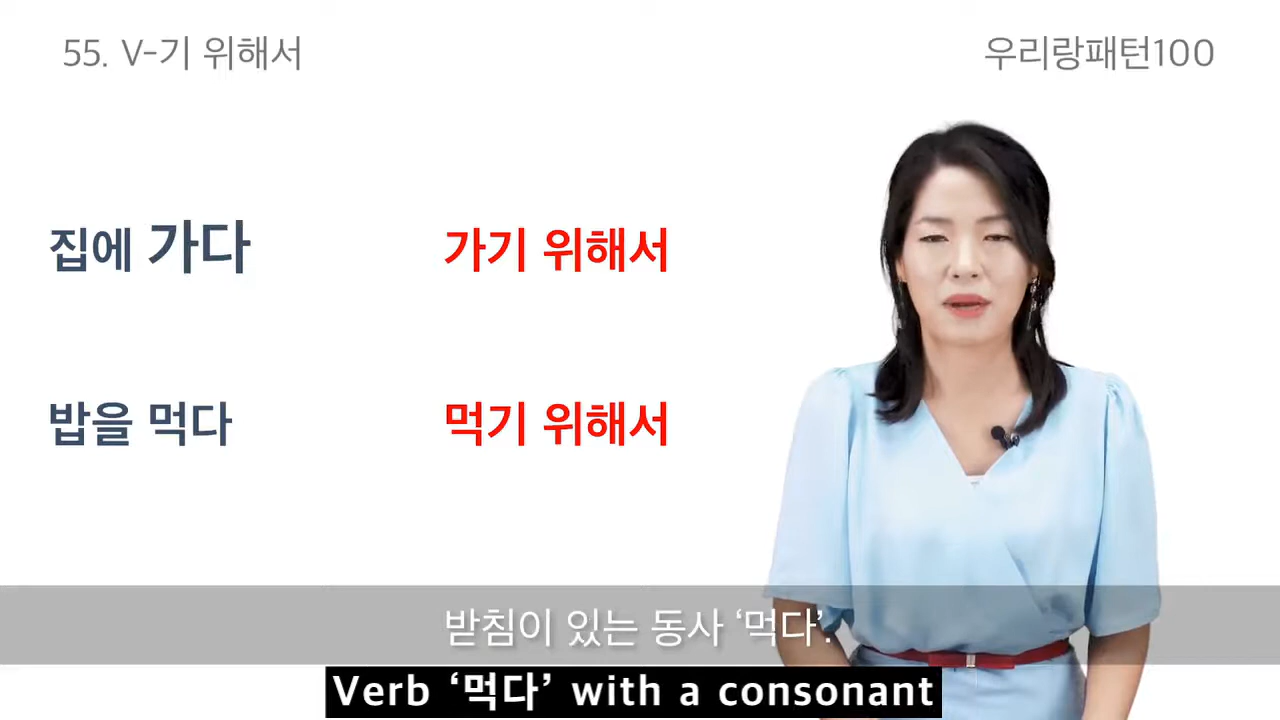 55. V-기 위해서
우리랑패턴100
집에 가다
가기 위해서
밥을 먹다
먹기 위해서
받침이 있는 동사 ‘먹다’.
Verb ‘먹다’ with a consonant